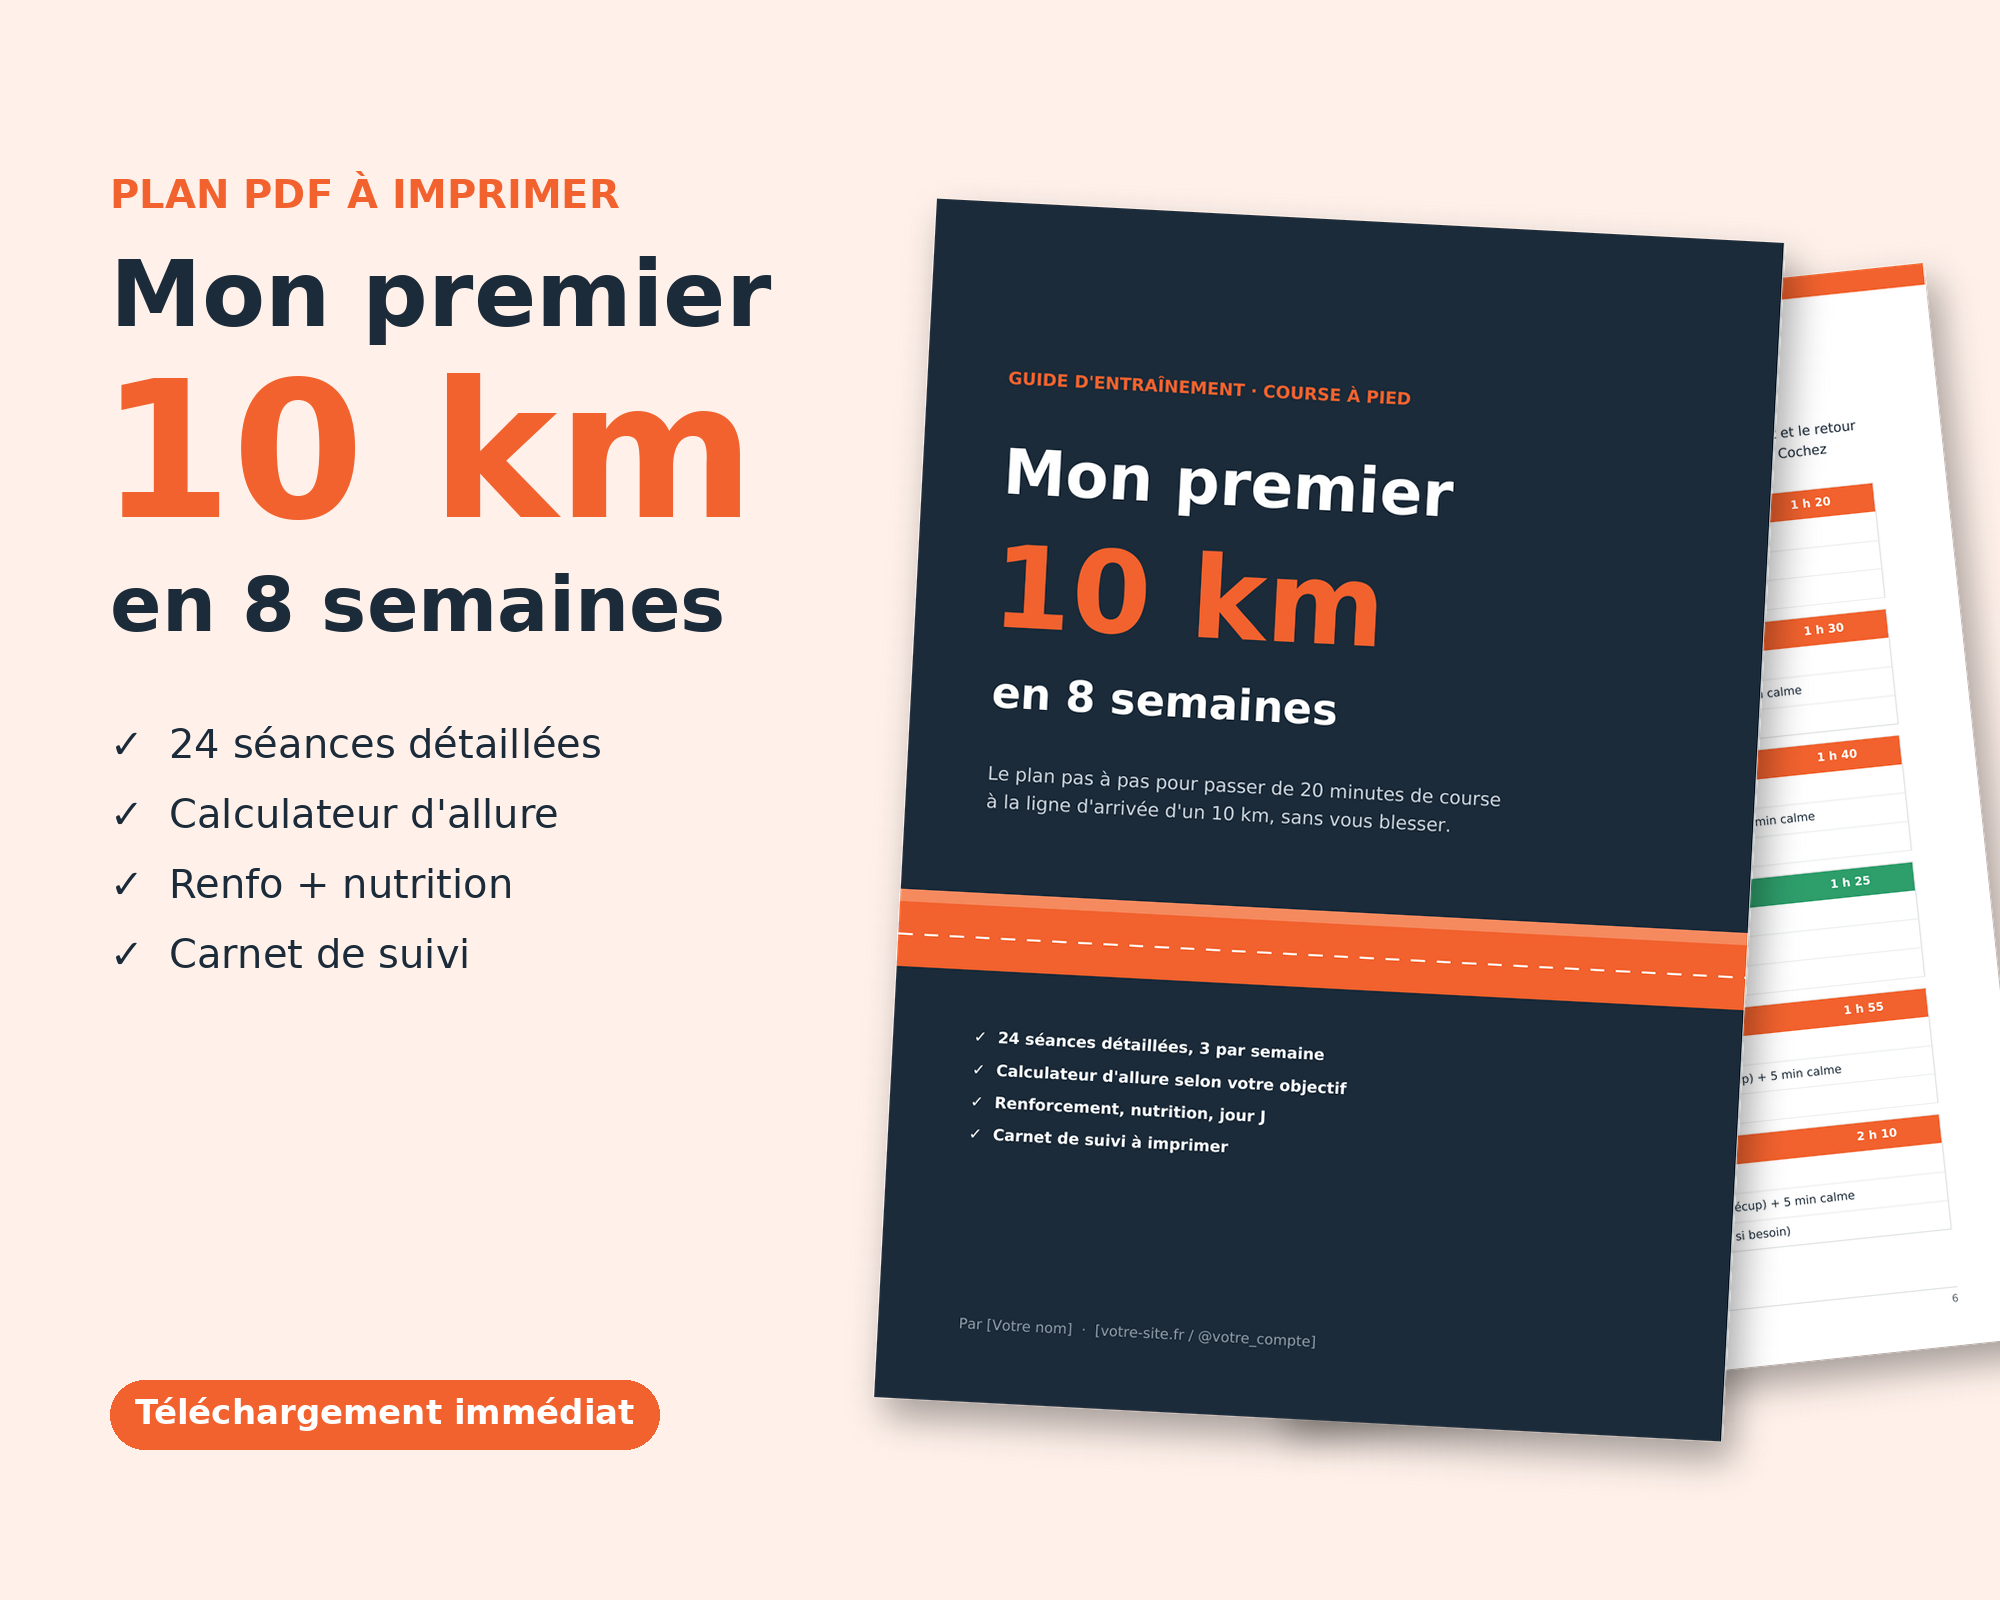 PLAN PDF À IMPRIMER
Mon premier
10 km
en 8 semaines
✓ 24 séances détaillées
✓ Calculateur d'allure
✓ Renfo + nutrition
✓ Carnet de suivi
Téléchargement immédiat
GUIDE D'ENTRAÎNEMENT · COURSE À PIED
Mon premier
10 km
en 8 semaines
Le plan pas à pas pour passer de 20 minutes de course
à la ligne d'arrivée d'un 10 km, sans vous blesser.
✓ 24 séances détaillées, 3 par semaine
✓ Calculateur d'allure selon votre objectif
✓ Renforcement, nutrition, jour J
✓ Carnet de suivi à imprimer
Par [Votre nom] · [votre-site.fr / @votre_compte]
et le retour
Cochez
1 h 20
1 h 30
calme
1 h 40
min calme
1 h 25
1 h 55
) + 5 min calme
2 h 10
) + 5 min calme
si besoin)
6